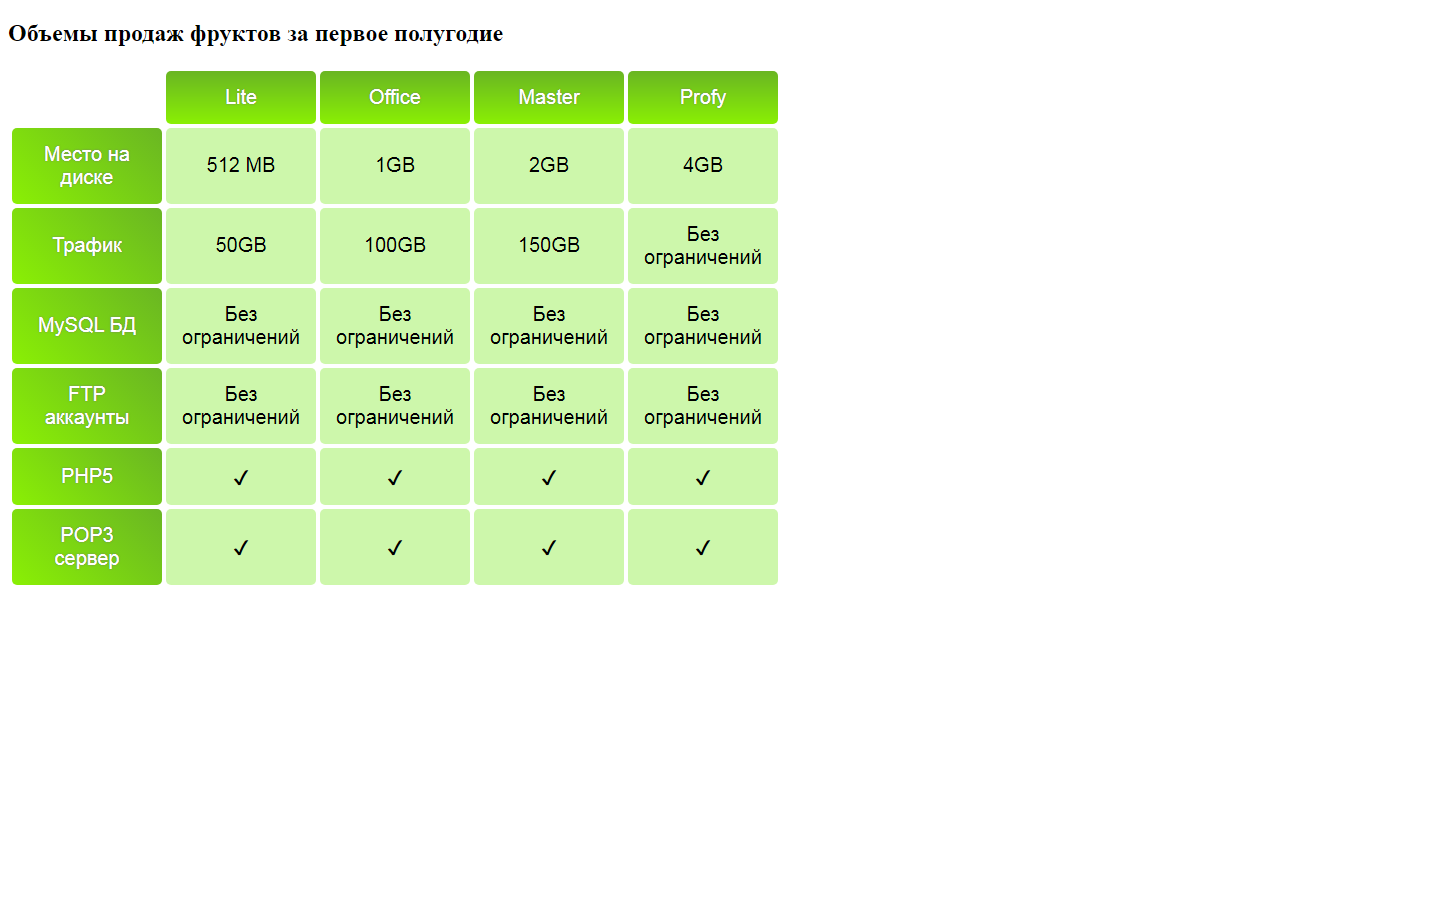 Объемы продаж фруктов за первое полугодие
Lite Office Master Profy
Место на диске 512 MB 1GB 2GB 4GB
Трафик 50GB 100GB 150GB Без ограничений
MySQL БД Без ограничений Без ограничений Без ограничений Без ограничений
FTP аккаунты Без ограничений Без ограничений Без ограничений Без ограничений
PHP5 ✓ ✓ ✓ ✓
POP3 сервер ✓ ✓ ✓ ✓